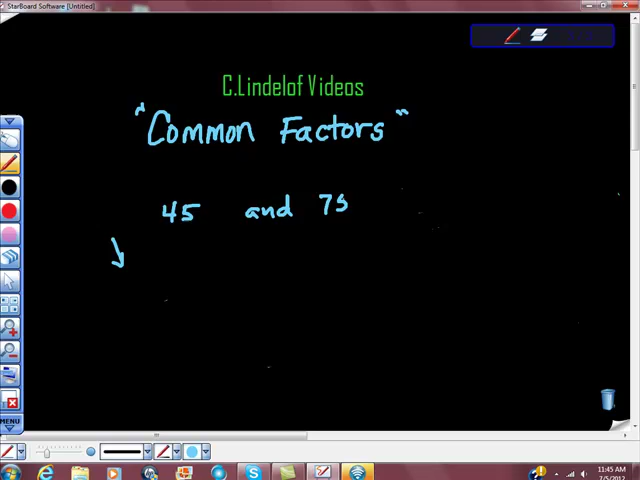 StarBoard Software [Untitled]
C.Lindelof Videos
"Common Factors"
45 and 75
MENU
11:45 AM
7/5/2012